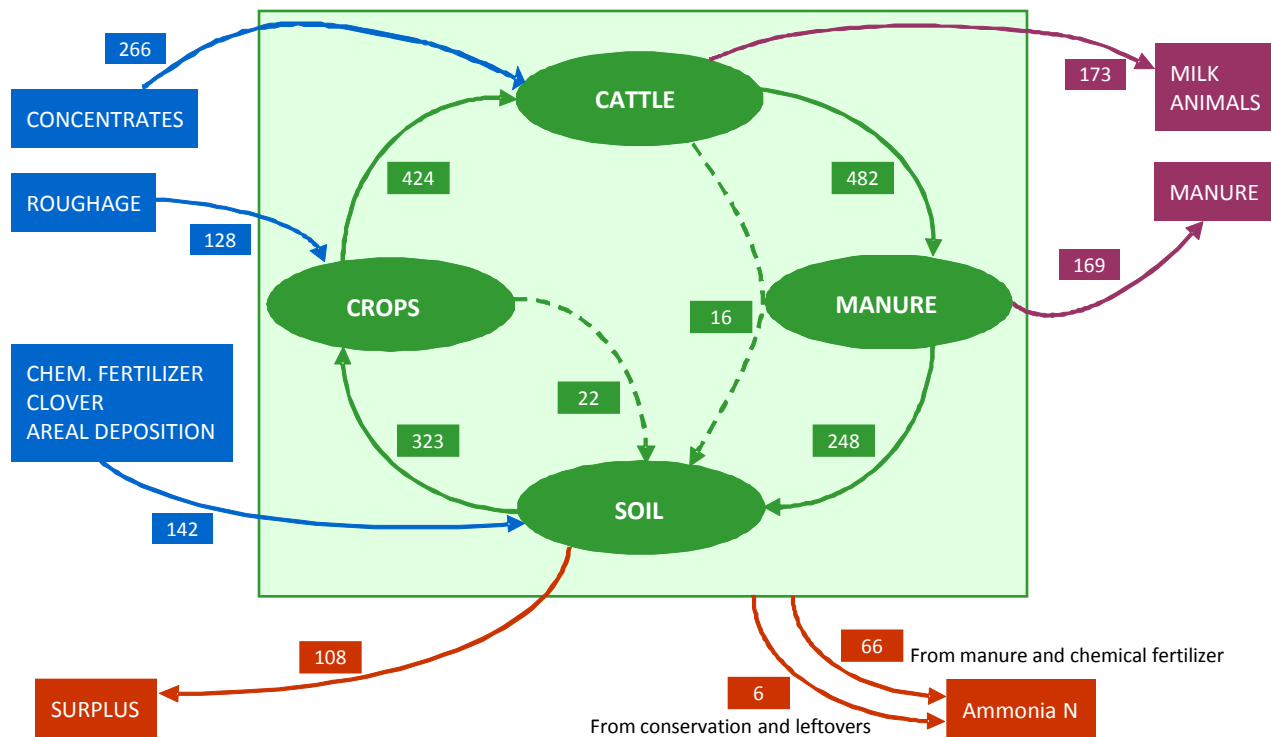 266
CONCENTRATES
CATTLE
173
MILK
ANIMALS
424
482
ROUGHAGE
128
MANURE
169
CROPS
MANURE
16
CHEM. FERTILIZER
CLOVER
AREAL DEPOSITION
22
323
248
SOIL
142
108
66
From manure and chemical fertilizer
6
From conservation and leftovers
SURPLUS
Ammonia N